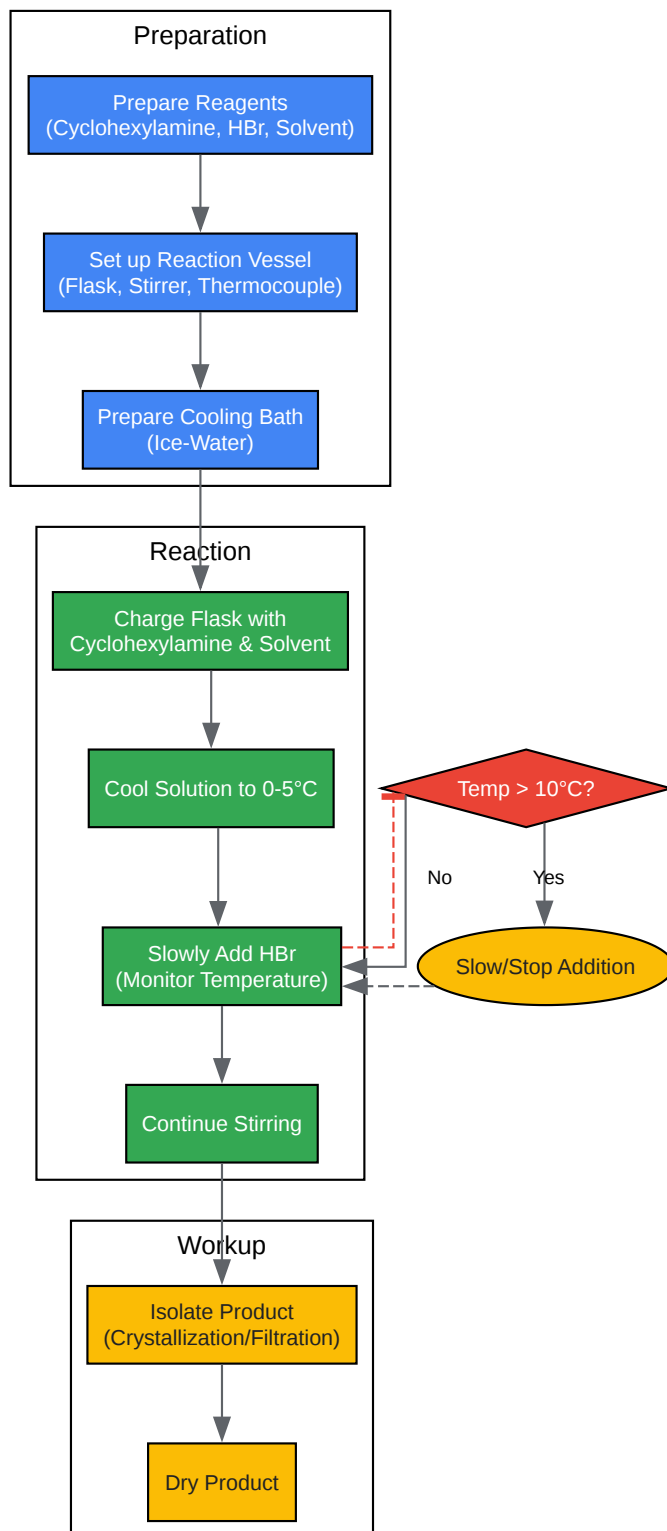 Preparation
Prepare Reagents
(Cyclohexylamine, HBr, Solvent)
Set up Reaction Vessel
(Flask, Stirrer, Thermocouple)
Prepare Cooling Bath
(Ice-Water)
Reaction
Charge Flask with
Cyclohexylamine & Solvent
Cool Solution to 0-5°C
Temp > 10°C?
No
Yes
Slowly Add HBr
(Monitor Temperature)
Slow/Stop Addition
Continue Stirring
Workup
Isolate Product
(Crystallization/Filtration)
Dry Product